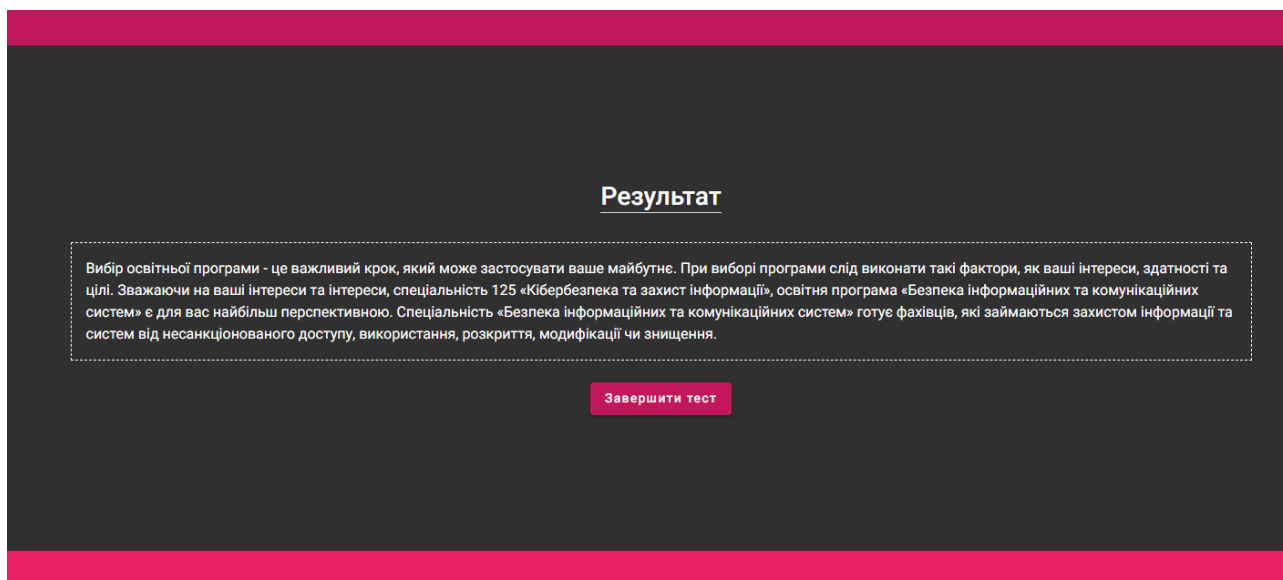 Результат
Вибір освітньої програми - це важливий крок, який може застосувати ваше майбутнє. При виборі програми слід виконати такі фактори, як ваші інтереси, здатності та
цілі. Зважаючи на ваші інтереси та інтереси, спеціальність 125 «Кібербезпека та захист інформації», освітня програма «Безпека інформаційних та комунікаційних
систем» є для вас найбільш перспективною. Спеціальність «Безпека інформаційних та комунікаційних систем» готує фахівців, які займаються захистом інформації та
систем від несанкціонованого доступу, використання, розкриття, модифікації чи знищення.
Завершити тест